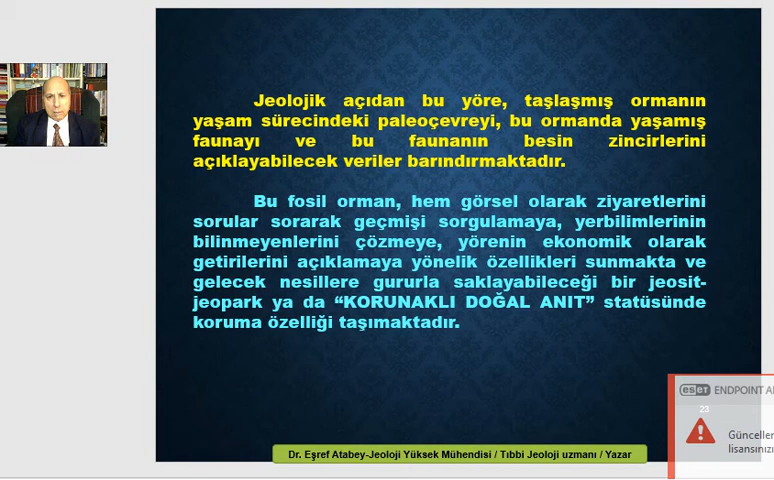 Jeolojik açıdan bu yöre, taşlaşmış ormanın
yaşam sürecindeki paleoçevreyi, bu ormanda yaşamış
faunayı ve bu faunanın besin zincirlerini
açıklayabilecek veriler barındırmaktadır.
Bu fosil orman, hem görsel olarak ziyaretlerini
sorular sorarak geçmişi sorgulamaya, yerbilimlerinin
bilinmeyenlerini çözmeye, yörenin ekonomik olarak
getirilerini açıklamaya yönelik özellikleri sunmakta ve
gelecek nesillere gururla saklayabileceği bir jeosit-
jeopark ya da “KORUNAKLI DOĞAL ANIT” statüsünde
koruma özelliği taşımaktadır.
eset ENDPOINT
23
lisansınızı
Dr. Eşref Atabey-Jeoloji Yüksek Mühendisi / Tıbbi Jeoloji uzmanı / Yazar